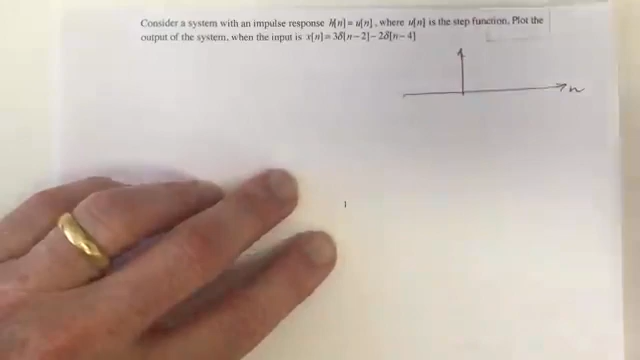 Consider a system with an impulse response h[n] = u[n], where u[n] is the step function. Plot the
output of the system, when the input is x[n] = 3δ[n−2]−2δ[n−4]
n
1